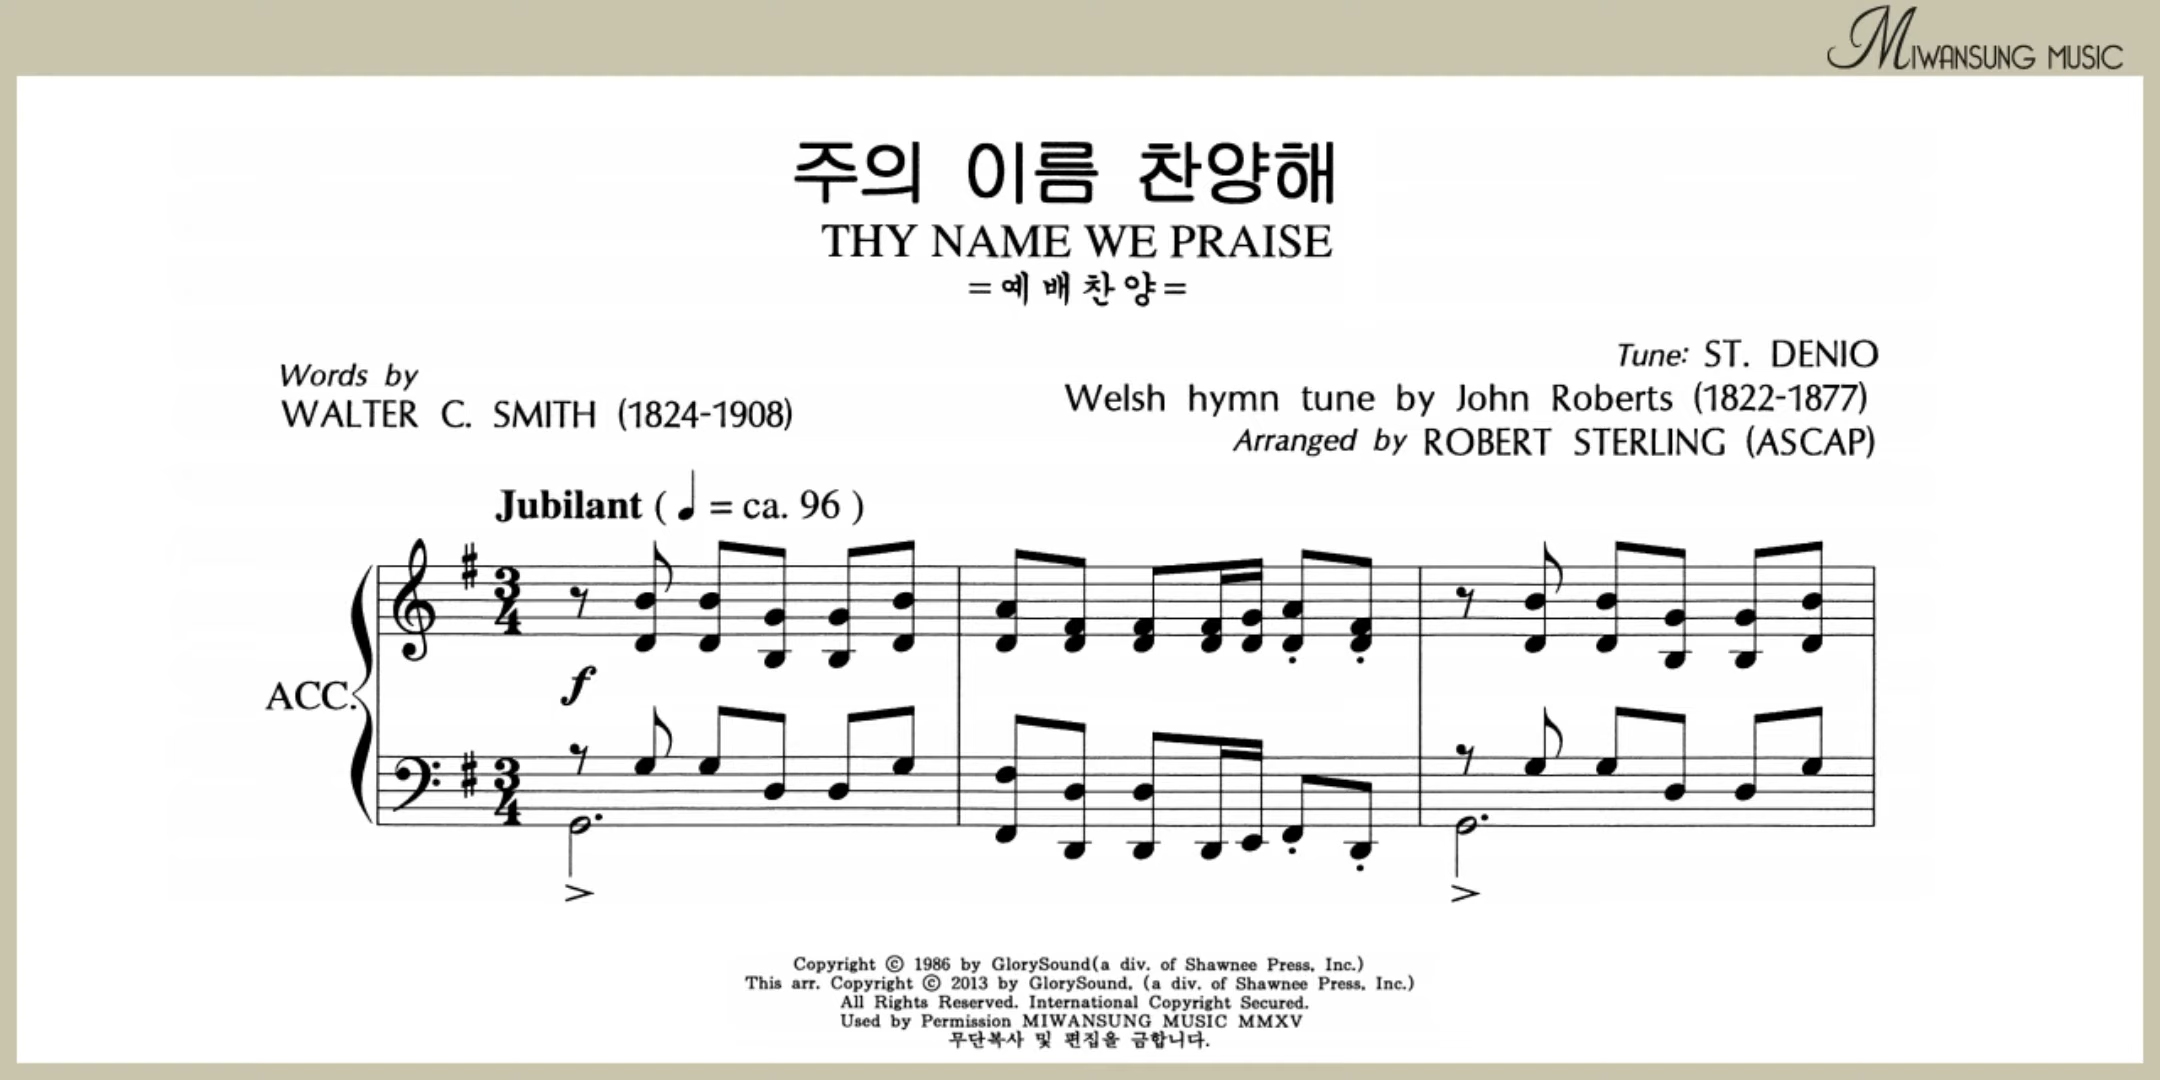 MIWANSUNG MUSIC
주의 이름 찬양해
THY NAME WE PRAISE
=예배찬양=
Words by
WALTER C. SMITH (1824-1908)
Tune: ST. DENIO
Welsh hymn tune by John Roberts (1822-1877)
Arranged by ROBERT STERLING (ASCAP)
Jubilant ( ♩ = ca. 96 )
3
4
f
ACC.
3
4
Copyright © 1986 by GlorySound(a div. of Shawnee Press, Inc.)
This arr. Copyright © 2013 by GlorySound, (a div. of Shawnee Press, Inc.)
All Rights Reserved. International Copyright Secured.
Used by Permission MIWANSUNG MUSIC MMXV
무단복사 및 편집을 금합니다.